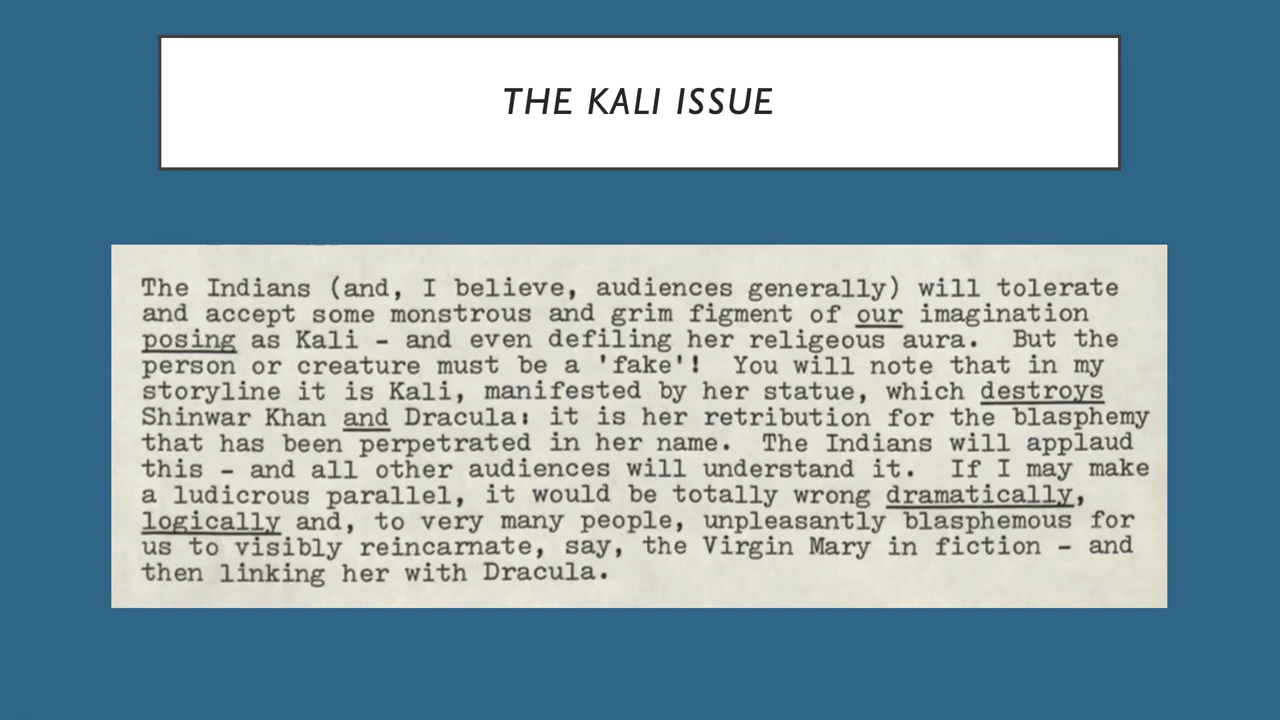 THE KALI ISSUE
The Indians (and, I believe, audiences generally) will tolerate
and accept some monstrous and grim figment of our imagination
posing as Kali - and even defiling her religeous aura. But the
person or creature must be a 'fake'! You will note that in my
storyline it is Kali, manifested by her statue, which destroys
Shinwar Khan and Dracula: it is her retribution for the blasphemy
that has been perpetrated in her name. The Indians will applaud
this - and all other audiences will understand it. If I may make
a ludicrous parallel, it would be totally wrong dramatically,
logically and, to very many people, unpleasantly blasphemous for
us to visibly reincarnate, say, the Virgin Mary in fiction - and
then linking her with Dracula.